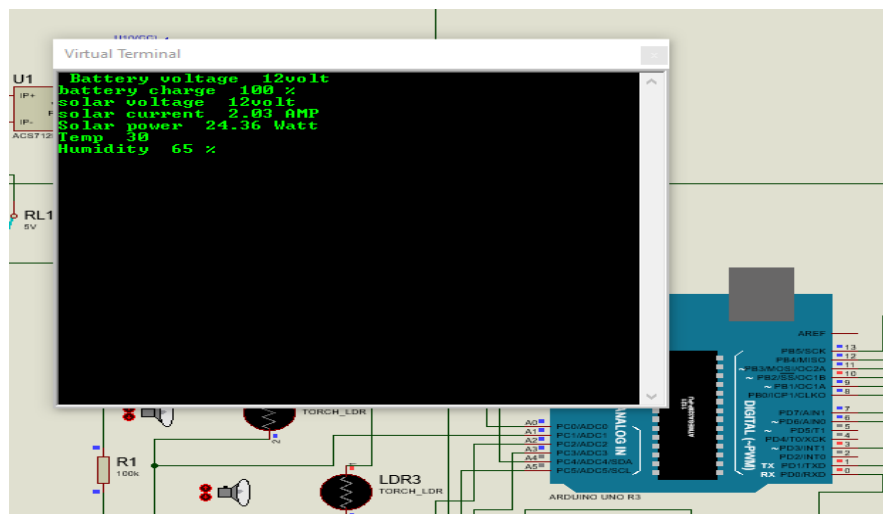 Virtual Terminal
Battery voltage 12volt
battery charge 100 %
solar voltage 12volt
solar current 2.03 AMP
Solar power 24.36 Watt
Temp 30
Humidity 65 %
U1
IP+
IP-
RL1
5V
TORCH_LDR
2
R1
100k
LDR3
TORCH_LDR
AREF
PB5/SCK 13
PB4/MISO 12
~PB3/MOSI/OC2A 11
~ PB2/SS/OC1B 10
~ PB1/OC1A 9
PB0/ICP1/CLKO 8
PD7/AIN1 7
~ PD6/AIN0 6
~ PD5/T1 5
PD4/T0/XCK 4
~ PD3/INT1 3
PD2/INT0 2
TX PD1/TXD 1
RX PD0/RXD 0
DIGITAL (~PWM)
ANALOG IN
1121
ATMEGA328P-PU
A0 PC0/ADC0
A1 PC1/ADC1
A2 PC2/ADC2
A3 PC3/ADC3
A4 PC4/ADC4/SDA
A5 PC5/ADC5/SCL
ARDUINO UNO R3